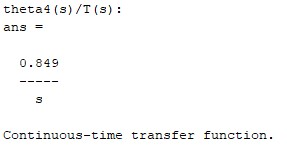 theta4(s)/T(s):
ans =
0.849
-----
s
Continuous-time transfer function.